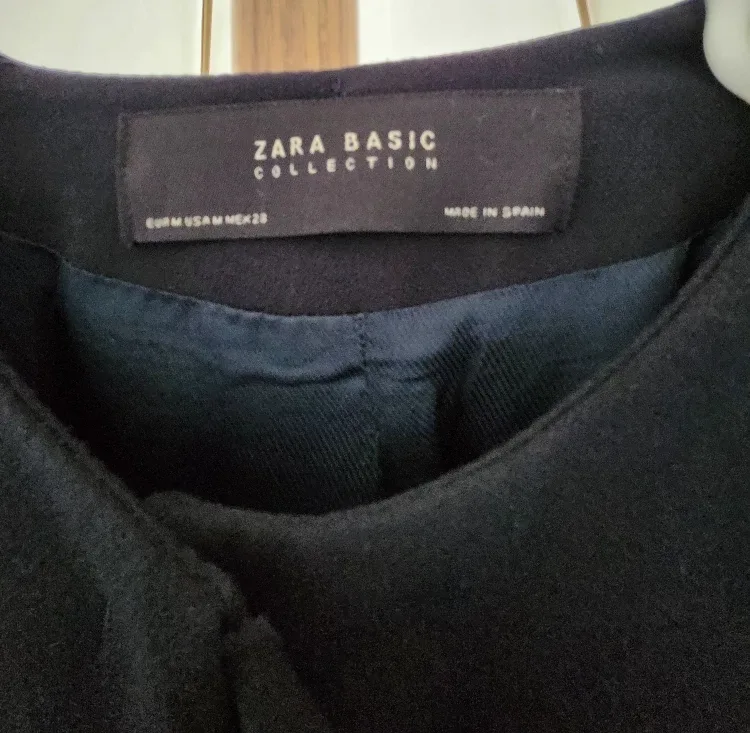 ZARA BASIC
COLLECTION
EUR M USA M MEX 28
MADE IN SPAIN